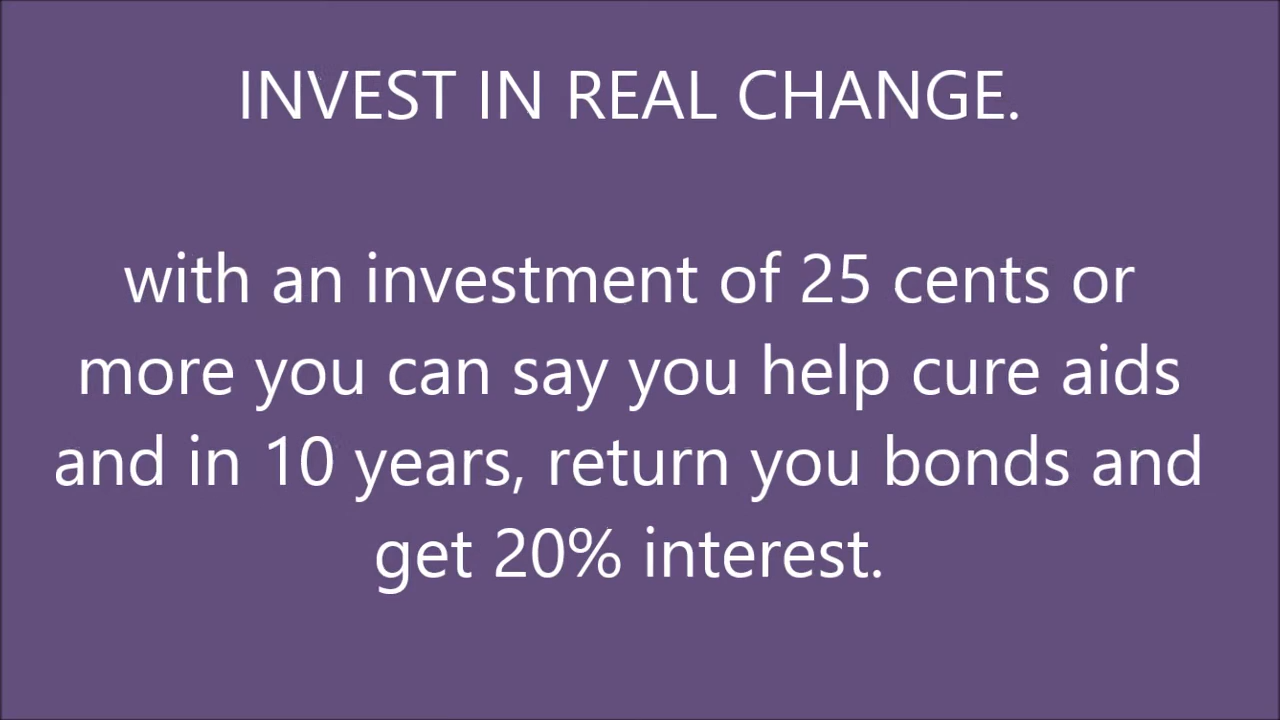 INVEST IN REAL CHANGE.
with an investment of 25 cents or
more you can say you help cure aids
and in 10 years, return you bonds and
get 20% interest.